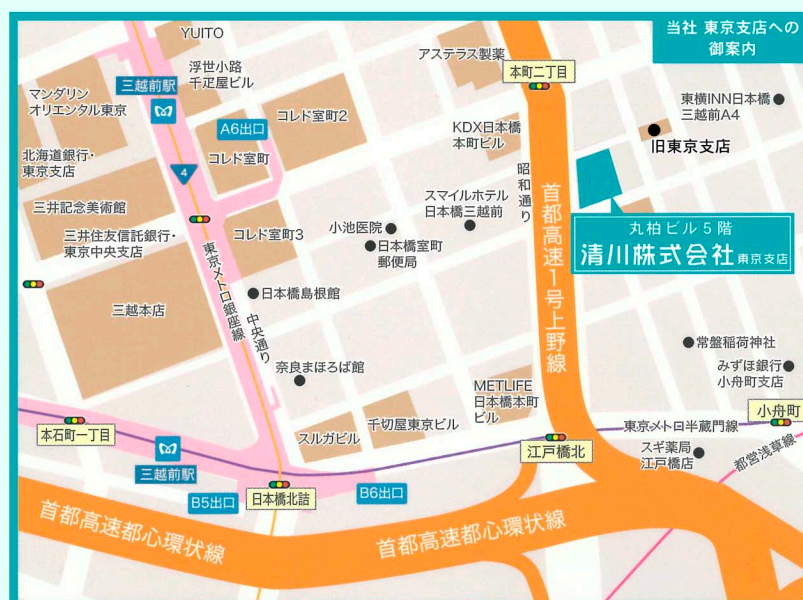 当社 東京支店への
御案内
YUITO
浮世小路
千疋屋ビル
三越前駅
マンダリン
オリエンタル東京
A6出口
コレド室町2
コレド室町
アステラス製薬
本町二丁目
KDX日本橋
本町ビル
東横INN日本橋
三越前A4
旧東京支店
北海道銀行・
東京支店
4
三井記念美術館
三井住友信託銀行・
東京中央支店
コレド室町3
小池医院
日本橋室町
郵便局
スマイルホテル
日本橋三越前
昭和通り
首都高速1号上野線
丸柏ビル5階
清川株式会社 東京支店
三越本店
東京メトロ銀座線
日本橋島根館
中央通り
奈良まほろば館
常盤稲荷神社
みずほ銀行
小舟町支店
METLIFE
日本橋本町
ビル
千切屋東京ビル
スルガビル
小舟町
東京メトロ半蔵門線
本石町一丁目
三越前駅
江戸橋北
スギ薬局
江戸橋店
都営浅草線
B5出口
日本橋北詰
B6出口
首都高速都心環状線
首都高速都心環状線